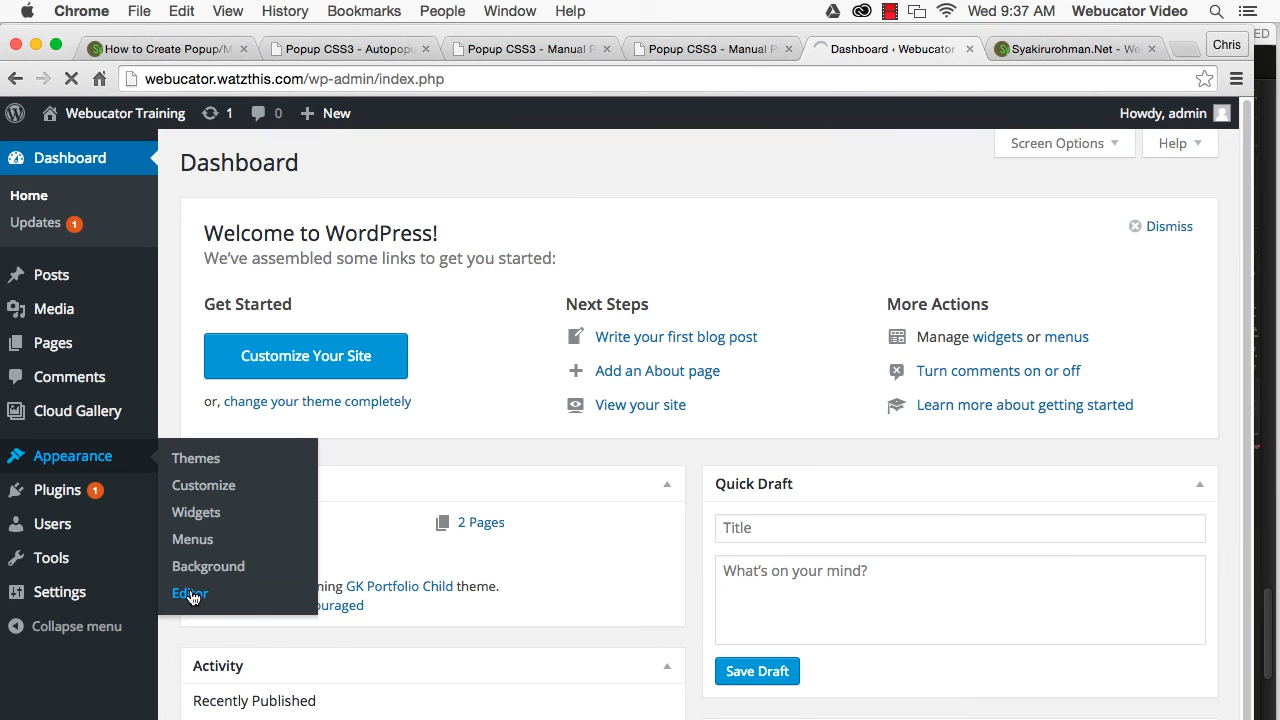 Chrome File Edit View History Bookmarks People Window Help Wed 9:37 AM Webucator Video
How to Create Popup/M Popup CSS3 - Autopopu Popup CSS3 - Manual P Popup CSS3 - Manual P Dashboard ‹ Webucator Syakirurohman.Net - We Chris
webucator.watzthis.com/wp-admin/index.php
Webucator Training 1 0 New Howdy, admin
Dashboard
Home
Updates 1
Posts
Media
Pages
Comments
Cloud Gallery
Appearance
Plugins 1
Users
Tools
Settings
Collapse menu
Themes
Customize
Widgets
Menus
Background
Editor
Dashboard
Screen Options Help
Welcome to WordPress!
We've assembled some links to get you started:
Dismiss
Get Started
Customize Your Site
or, change your theme completely
Next Steps
Write your first blog post
Add an About page
View your site
More Actions
Manage widgets or menus
Turn comments on or off
Learn more about getting started
2 Pages
ning GK Portfolio Child theme.
ouraged
Activity
Recently Published
Quick Draft
Title
What's on your mind?
Save Draft
ED